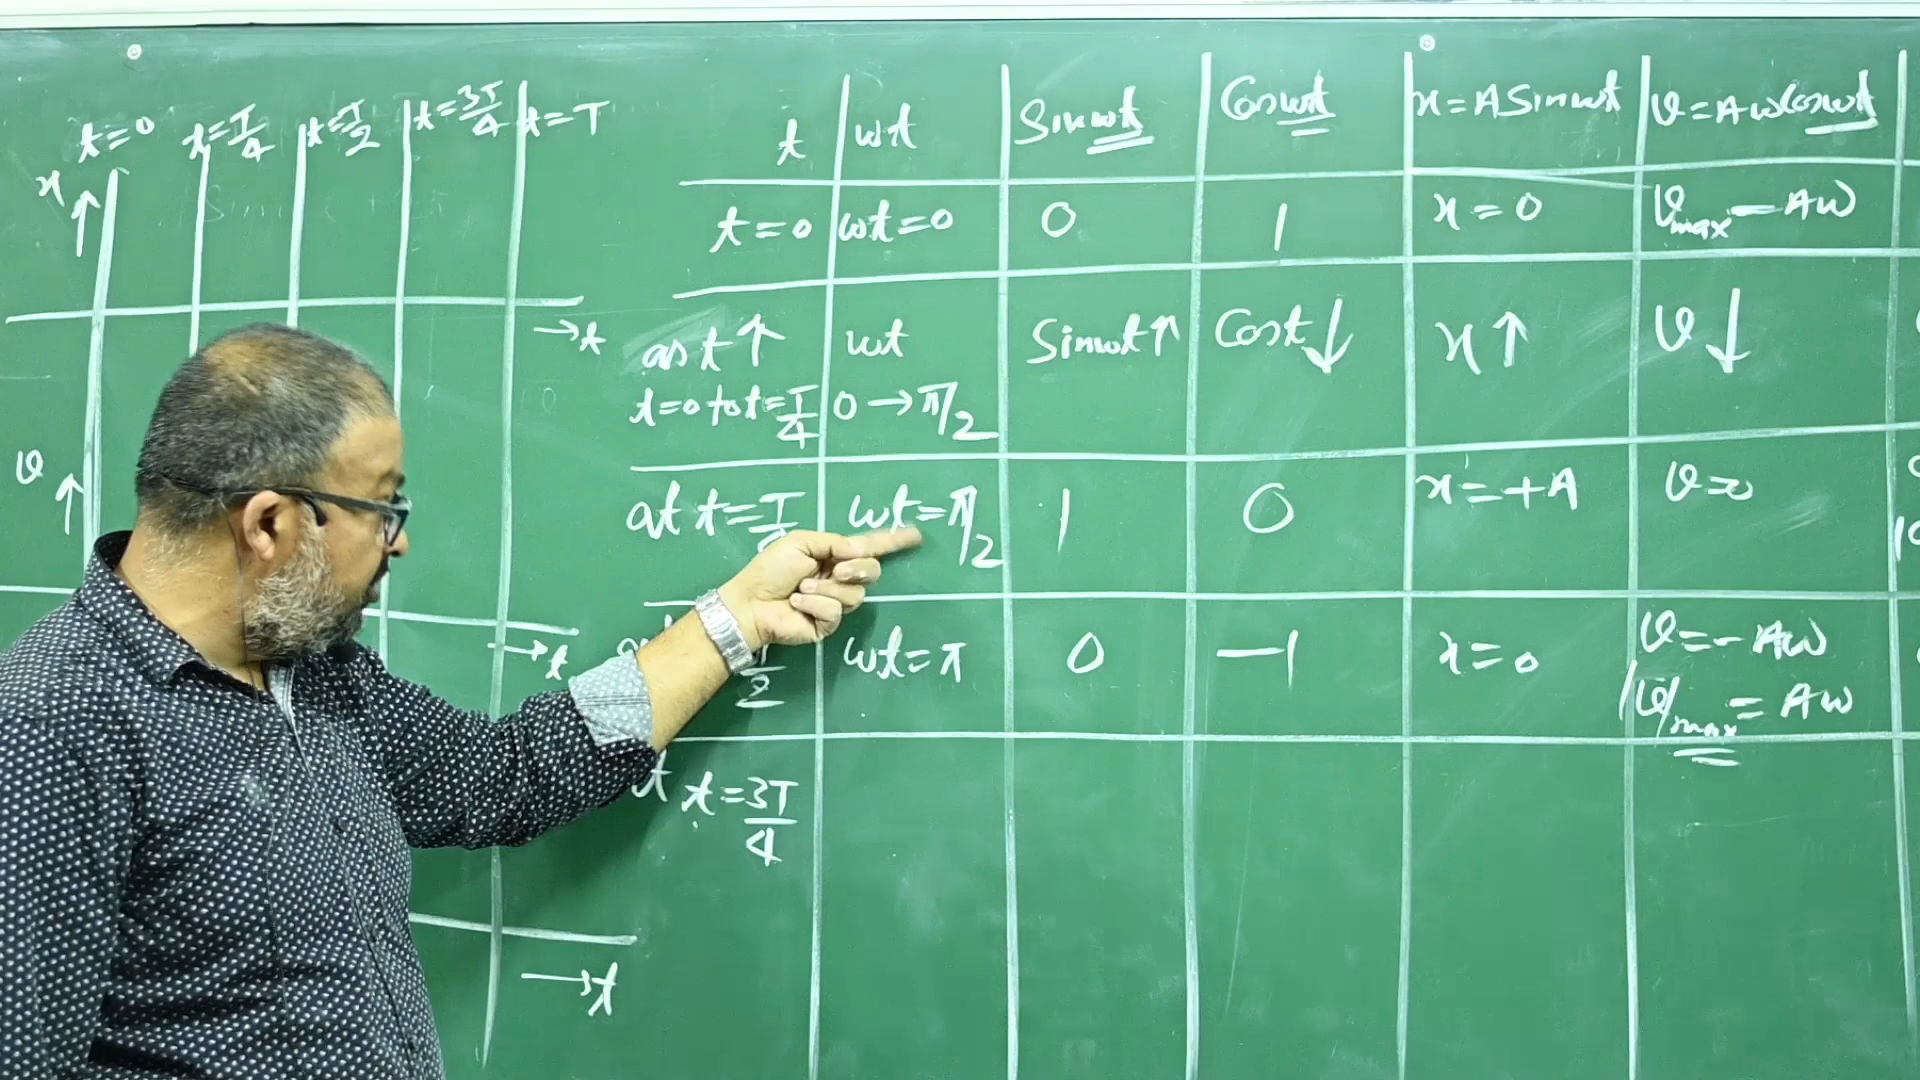 t=0 t=T/4 t=T/2 t=3T/4 t=T
x ↑
→t
v ↑
→t
→t
t | ωt | Sinωt | Cosωt | x=ASinωt | v=AωCosωt
t=0 | ωt=0 | 0 | 1 | x=0 | vmax=Aω
as t↑ | ωt | Sinωt↑ | Cost↓ | x↑ | v↓
t=0 to t=T/4 | 0→π/2
at t=T | ωt=π/2 | 1 | 0 | x=+A | v=0
2 | ωt=π | 0 | -1 | x=0 | v=-Aω
|v|max=Aω
t t=3T/4